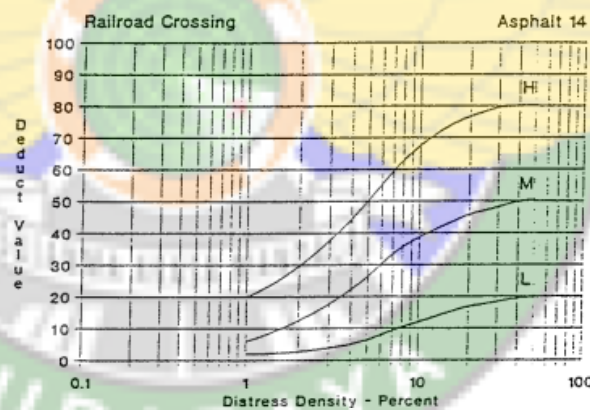 Railroad Crossing Asphalt 14
100
90
80
70
60
50
40
30
20
10
0
Deduct Value
H
M
L
0.1 1 10 100
Distress Density - Percent